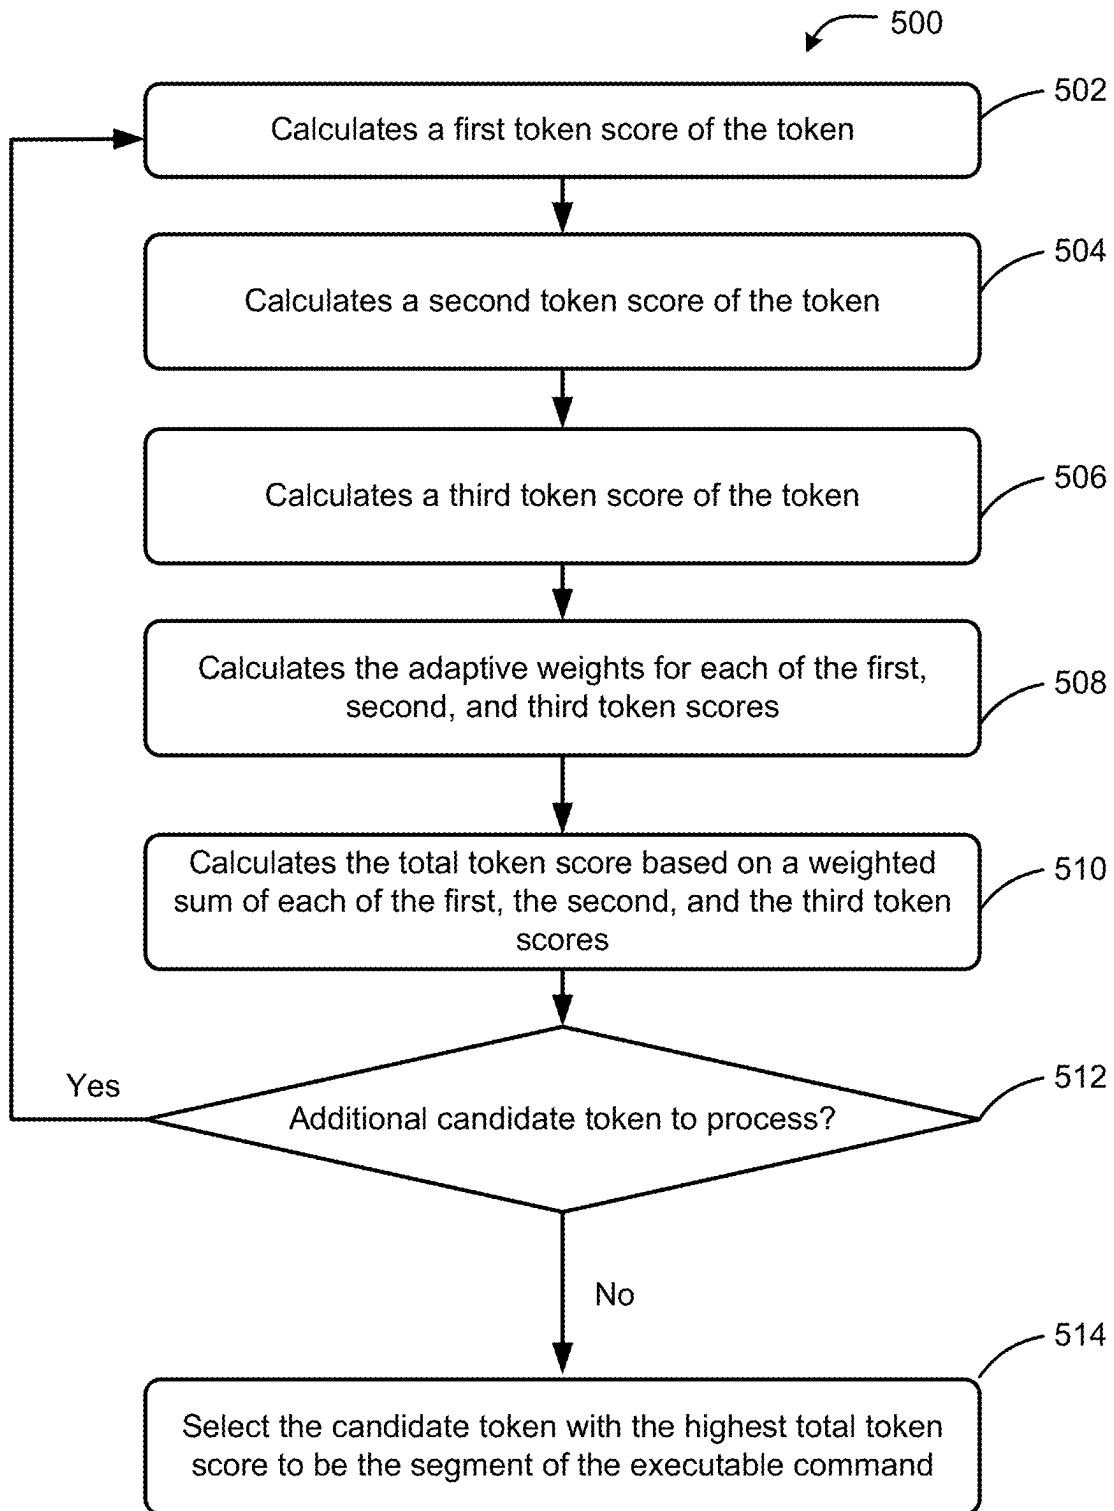 500
502
Calculates a first token score of the token
504
Calculates a second token score of the token
506
Calculates a third token score of the token
508
Calculates the adaptive weights for each of the first,
second, and third token scores
510
Calculates the total token score based on a weighted
sum of each of the first, the second, and the third token
scores
512
Yes
Additional candidate token to process?
No
514
Select the candidate token with the highest total token
score to be the segment of the executable command